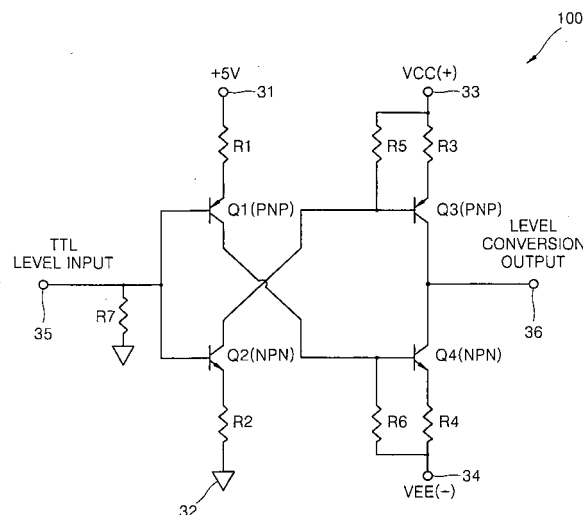 100
+5V
31
VCC(+)
33
R1
R5
R3
Q1(PNP)
Q3(PNP)
TTL
LEVEL INPUT
LEVEL
CONVERSION
OUTPUT
35
R7
36
Q2(NPN)
Q4(NPN)
R2
R6
R4
32
34
VEE(-)